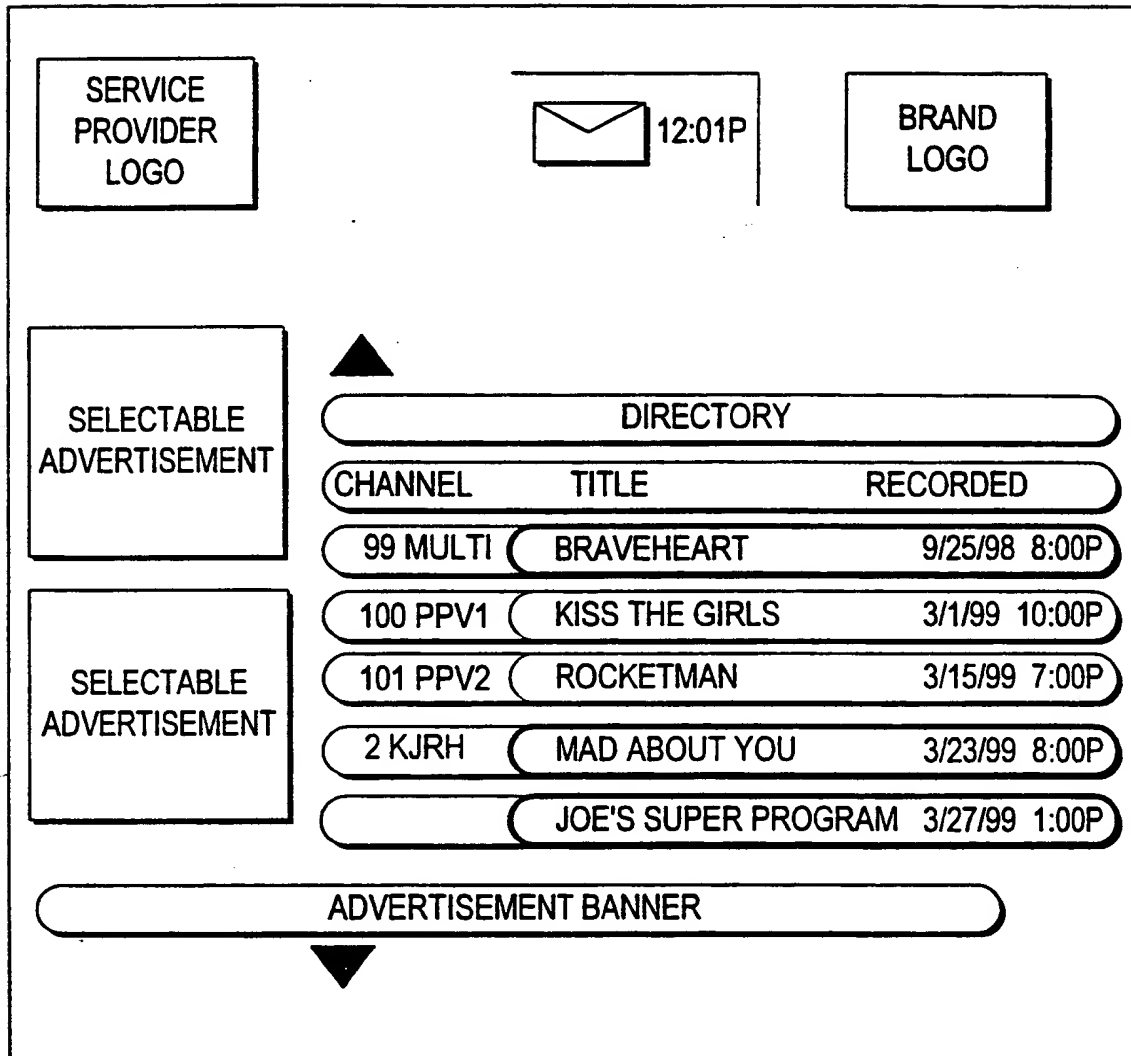 SERVICE
PROVIDER
LOGO
12:01P
BRAND
LOGO
SELECTABLE
ADVERTISEMENT
SELECTABLE
ADVERTISEMENT
DIRECTORY
CHANNEL TITLE RECORDED
99 MULTI BRAVEHEART 9/25/98 8:00P
100 PPV1 KISS THE GIRLS 3/1/99 10:00P
101 PPV2 ROCKETMAN 3/15/99 7:00P
2 KJRH MAD ABOUT YOU 3/23/99 8:00P
JOE'S SUPER PROGRAM 3/27/99 1:00P
ADVERTISEMENT BANNER